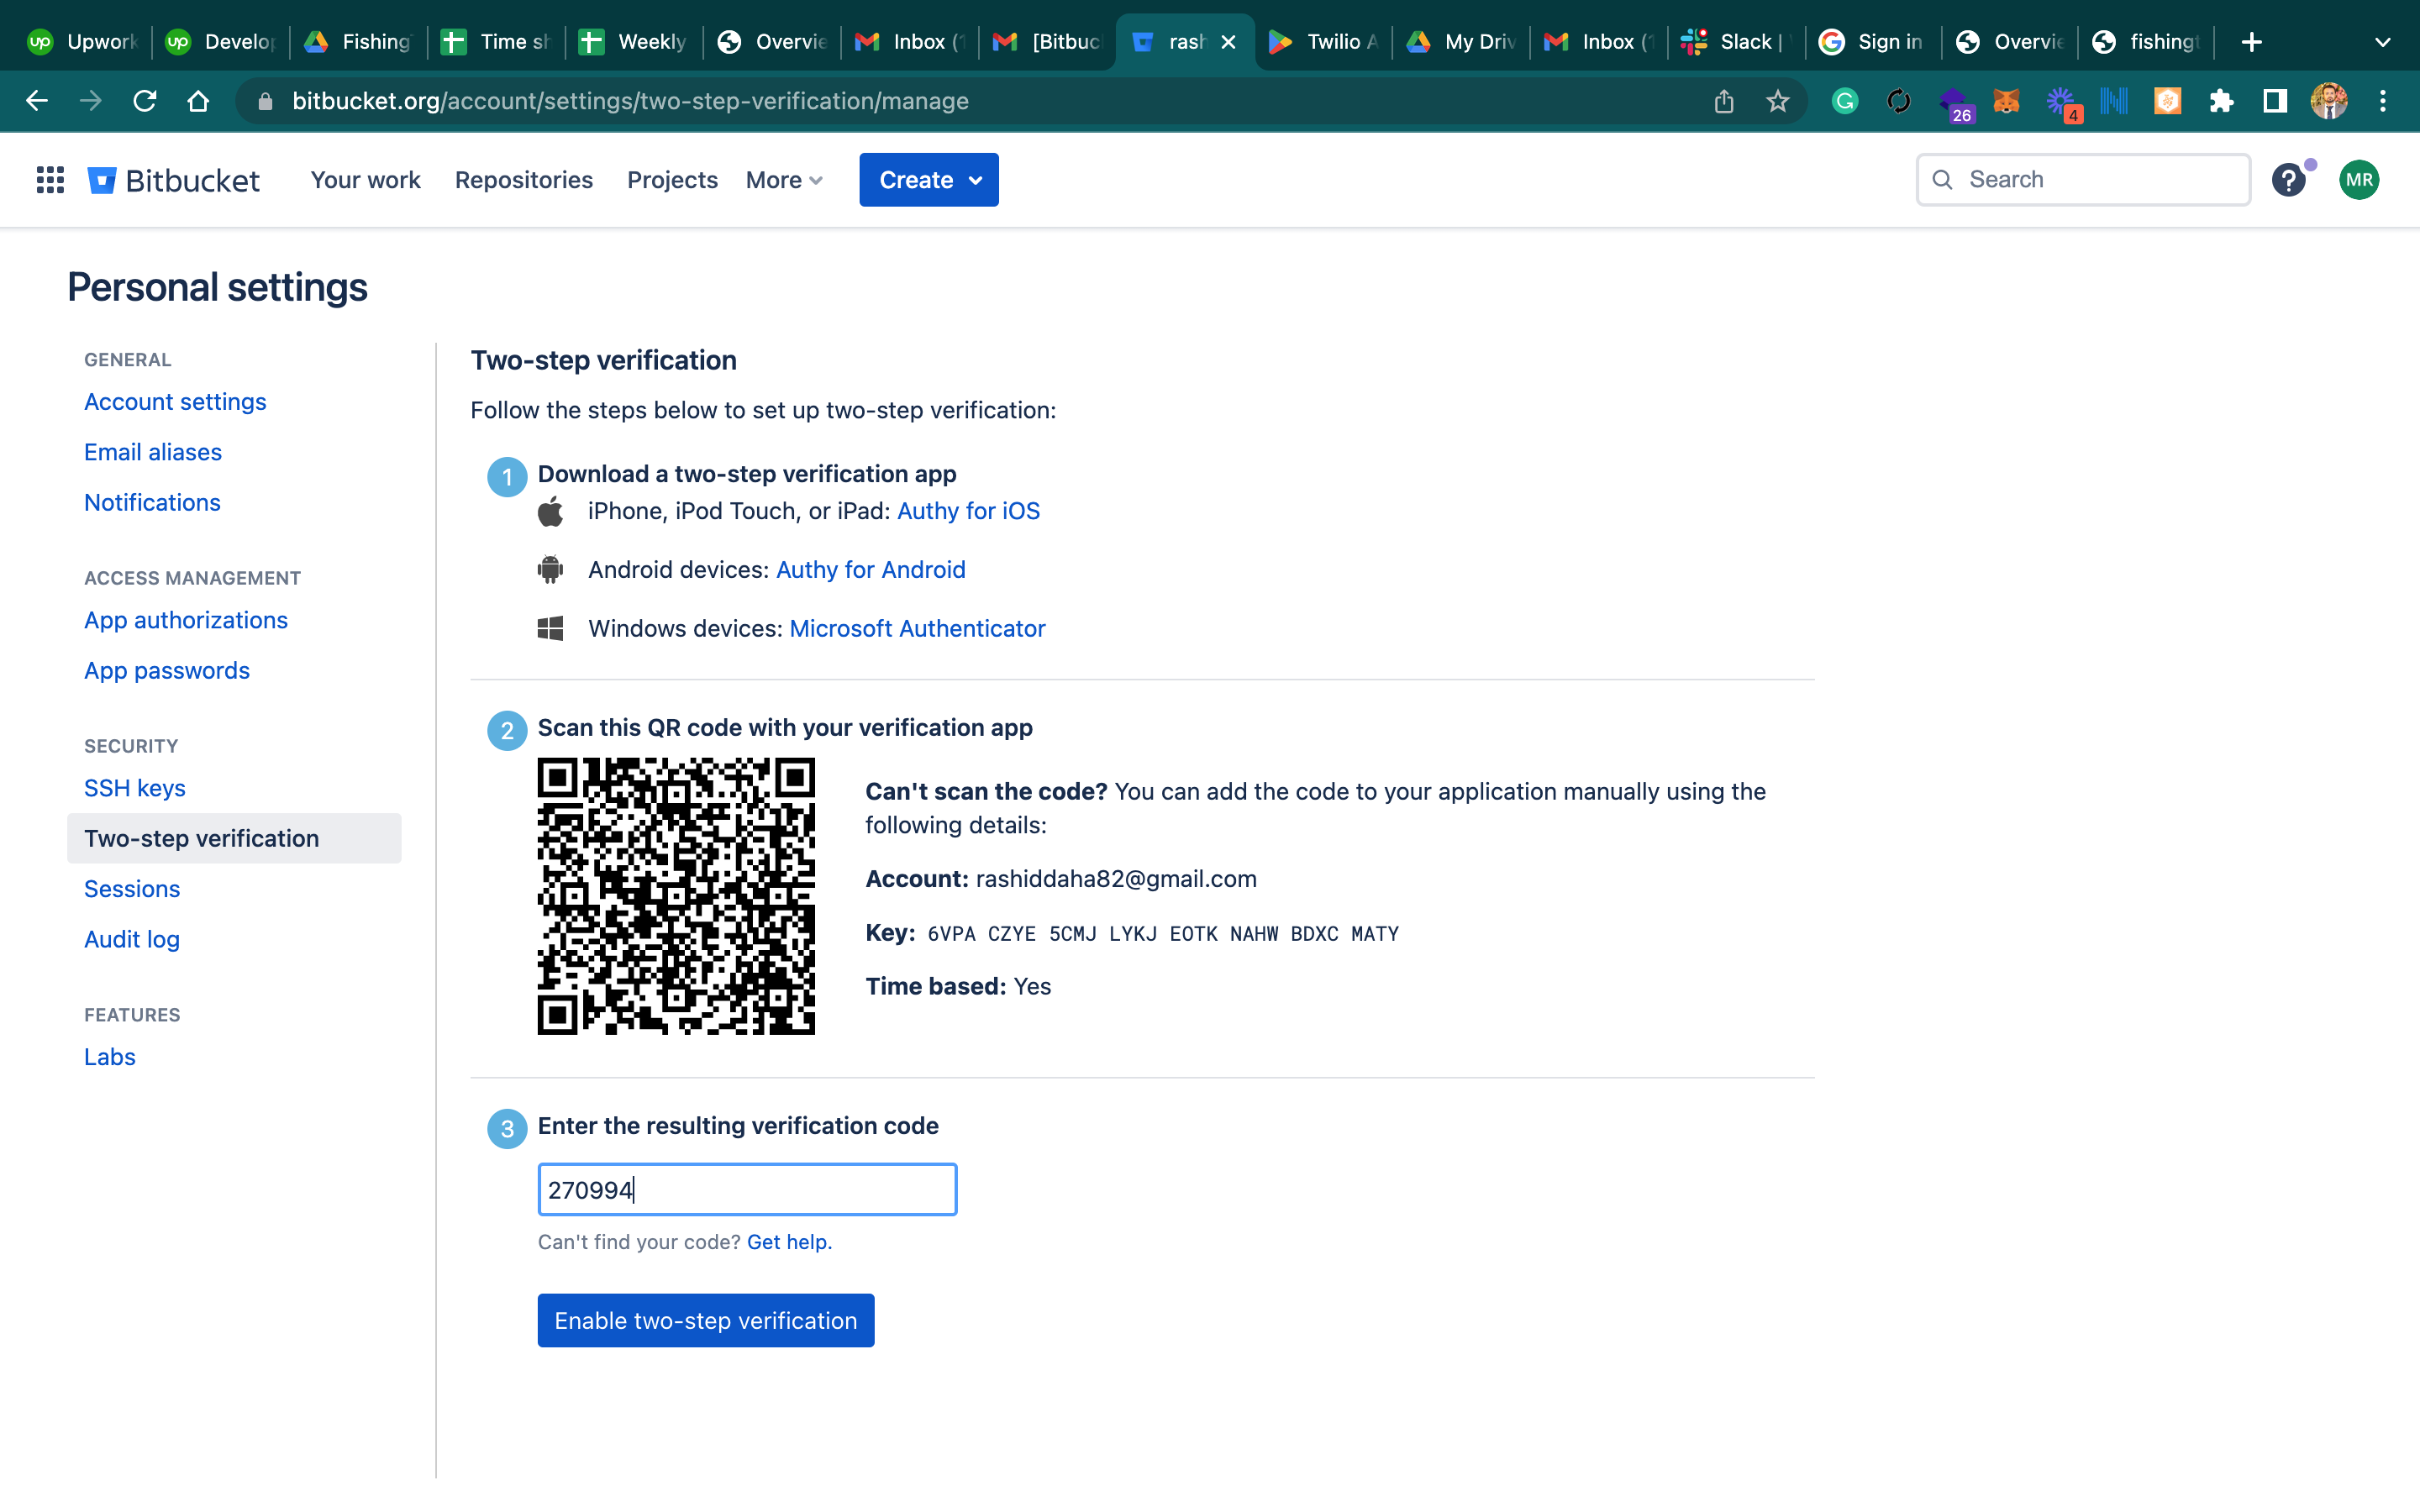 Upwork
Develop
Fishing
Time sh
Weekly
Overvie
Inbox (1
[Bitbuc
rash
Twilio A
My Driv
Inbox (1
Slack |
Sign in
Overvie
fishingt
bitbucket.org/account/settings/two-step-verification/manage
26
4
Bitbucket
Your work
Repositories
Projects
More
Create
Search
?
MR
Personal settings
GENERAL
Account settings
Email aliases
Notifications
ACCESS MANAGEMENT
App authorizations
App passwords
SECURITY
SSH keys
Two-step verification
Sessions
Audit log
FEATURES
Labs
Two-step verification
Follow the steps below to set up two-step verification:
1 Download a two-step verification app
iPhone, iPod Touch, or iPad: Authy for iOS
Android devices: Authy for Android
Windows devices: Microsoft Authenticator
2 Scan this QR code with your verification app
Can't scan the code? You can add the code to your application manually using the
following details:
Account: rashiddaha82@gmail.com
Key: 6VPA CZYE 5CMJ LYKJ EOTK NAHW BDXC MATY
Time based: Yes
3 Enter the resulting verification code
270994
Can't find your code? Get help.
Enable two-step verification